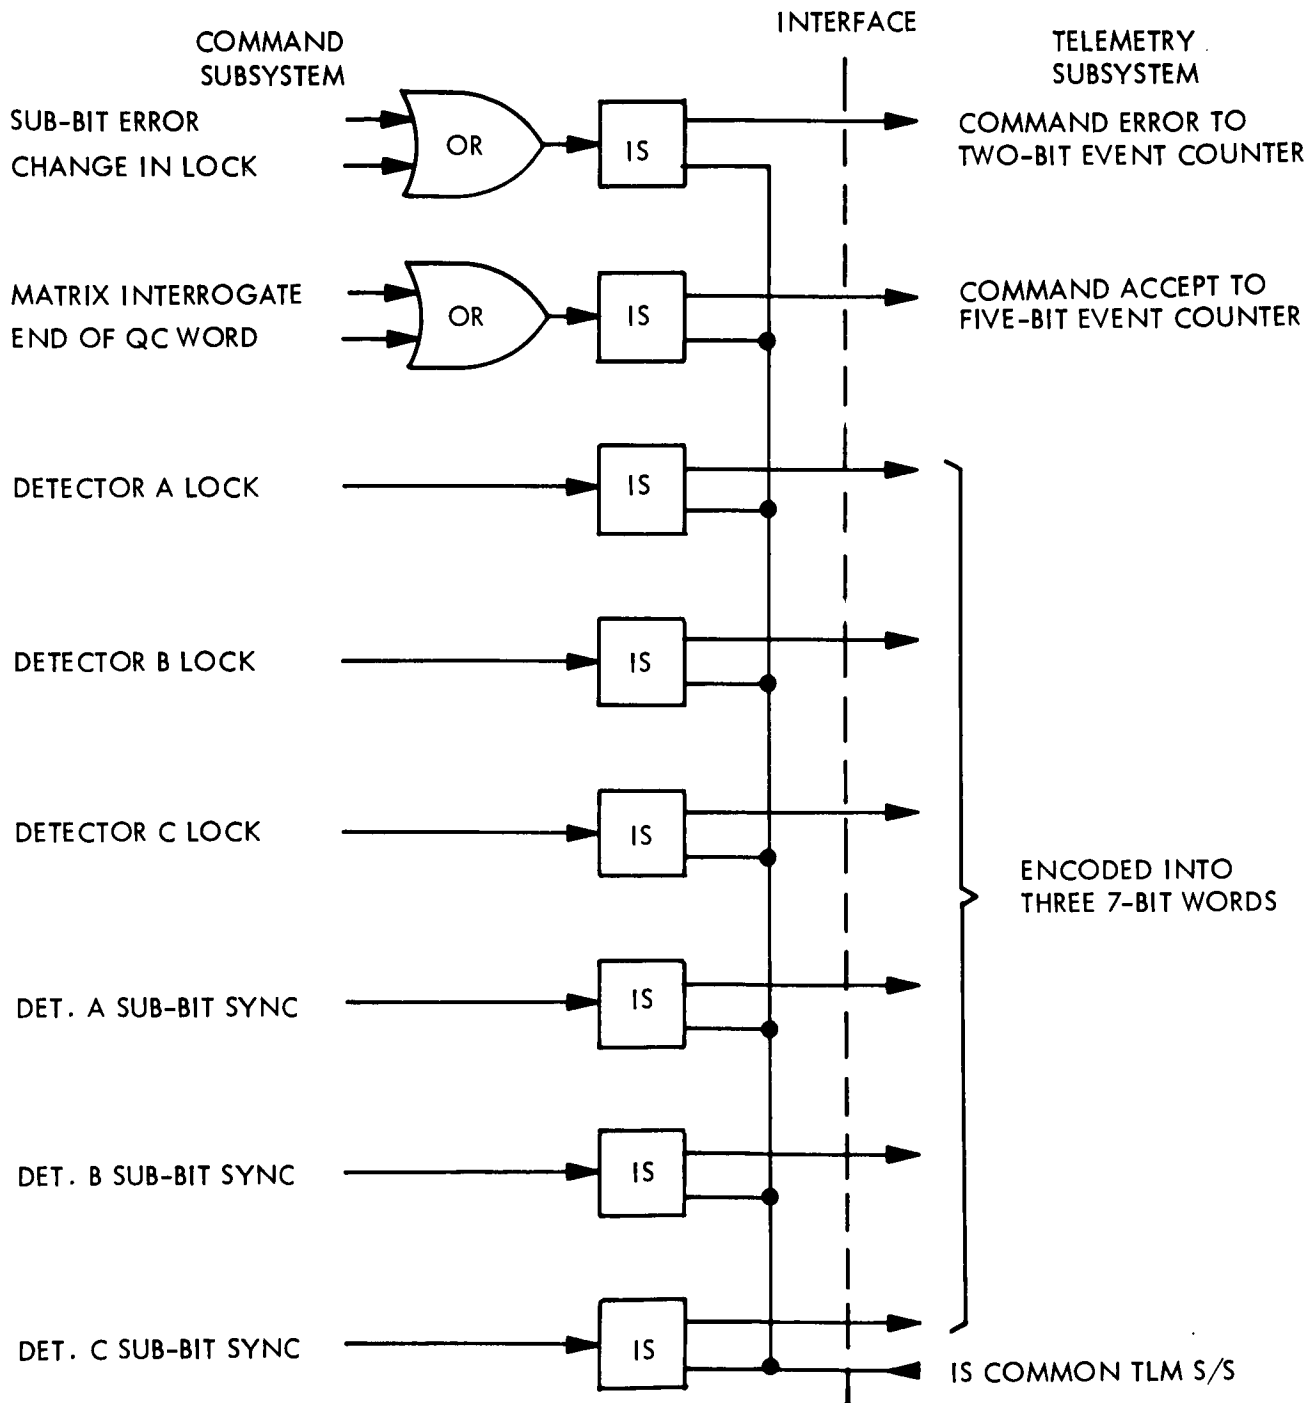 INTERFACE
COMMAND
SUBSYSTEM
TELEMETRY
SUBSYSTEM
SUB-BIT ERROR
CHANGE IN LOCK
OR
IS
COMMAND ERROR TO
TWO-BIT EVENT COUNTER
MATRIX INTERROGATE
END OF QC WORD
OR
IS
COMMAND ACCEPT TO
FIVE-BIT EVENT COUNTER
DETECTOR A LOCK
IS
DETECTOR B LOCK
IS
DETECTOR C LOCK
IS
ENCODED INTO
THREE 7-BIT WORDS
DET. A SUB-BIT SYNC
IS
DET. B SUB-BIT SYNC
IS
DET. C SUB-BIT SYNC
IS
IS COMMON TLM S/S